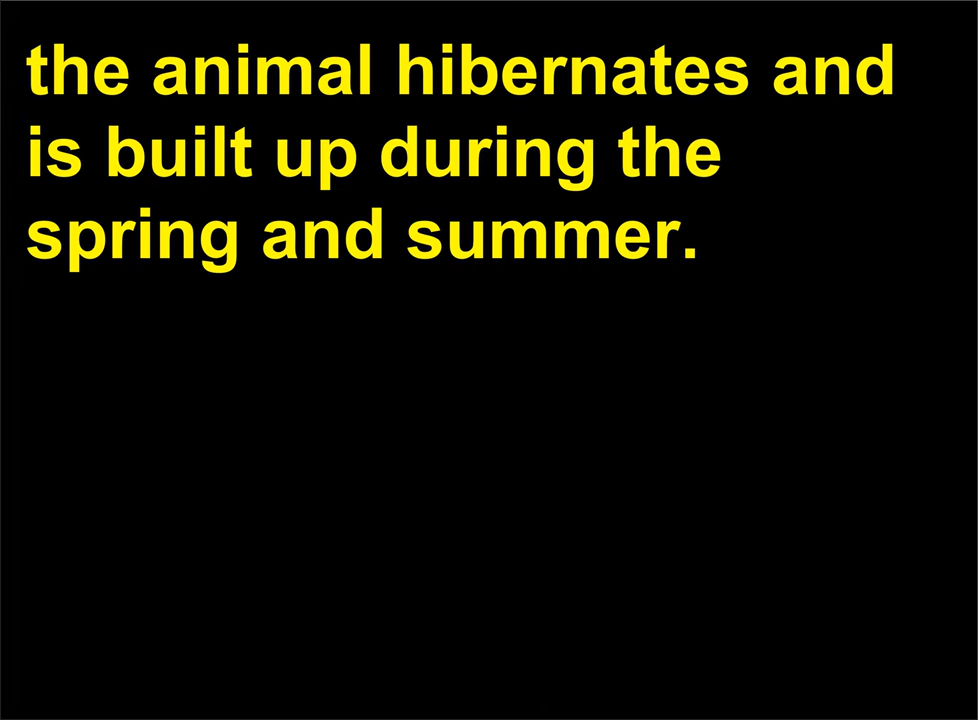 the animal hibernates and
is built up during the
spring and summer.